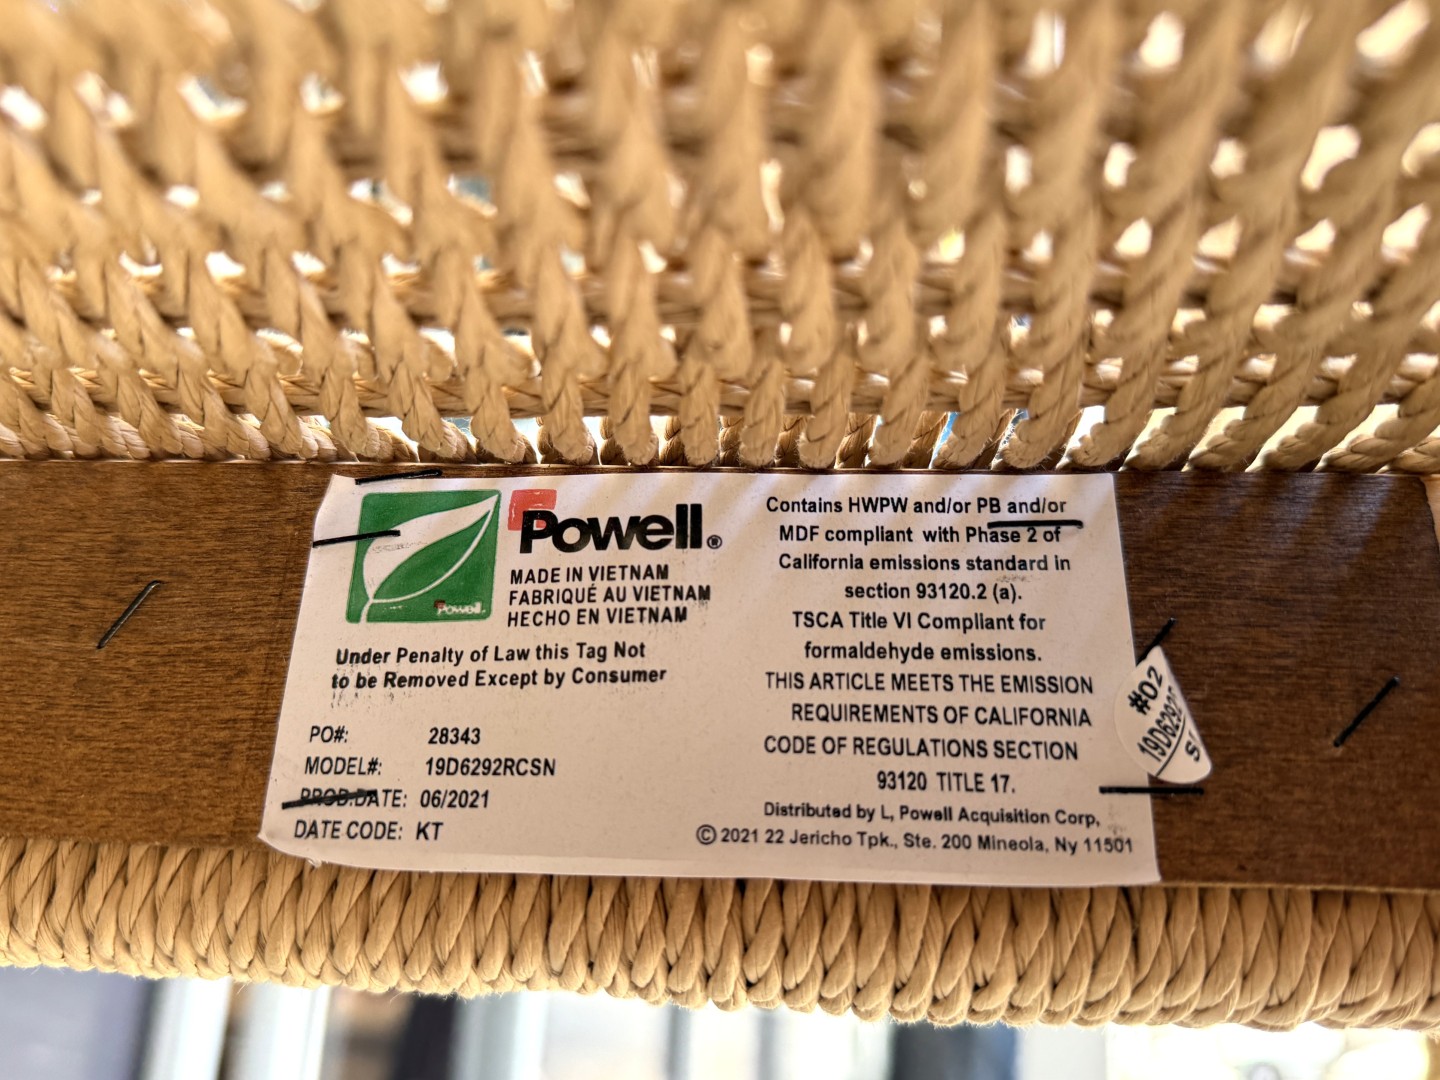 Powell®
Powell.
MADE IN VIETNAM
FABRIQUÉ AU VIETNAM
HECHO EN VIETNAM
Under Penalty of Law this Tag Not
to be Removed Except by Consumer
PO#: 28343
MODEL#: 19D6292RCSN
PROD.DATE: 06/2021
DATE CODE: KT
Contains HWPW and/or PB and/or
MDF compliant with Phase 2 of
California emissions standard in
section 93120.2 (a).
TSCA Title VI Compliant for
formaldehyde emissions.
THIS ARTICLE MEETS THE EMISSION
REQUIREMENTS OF CALIFORNIA
CODE OF REGULATIONS SECTION
93120 TITLE 17.
Distributed by L, Powell Acquisition Corp,
© 2021 22 Jericho Tpk., Ste. 200 Mineola, Ny 11501
#02